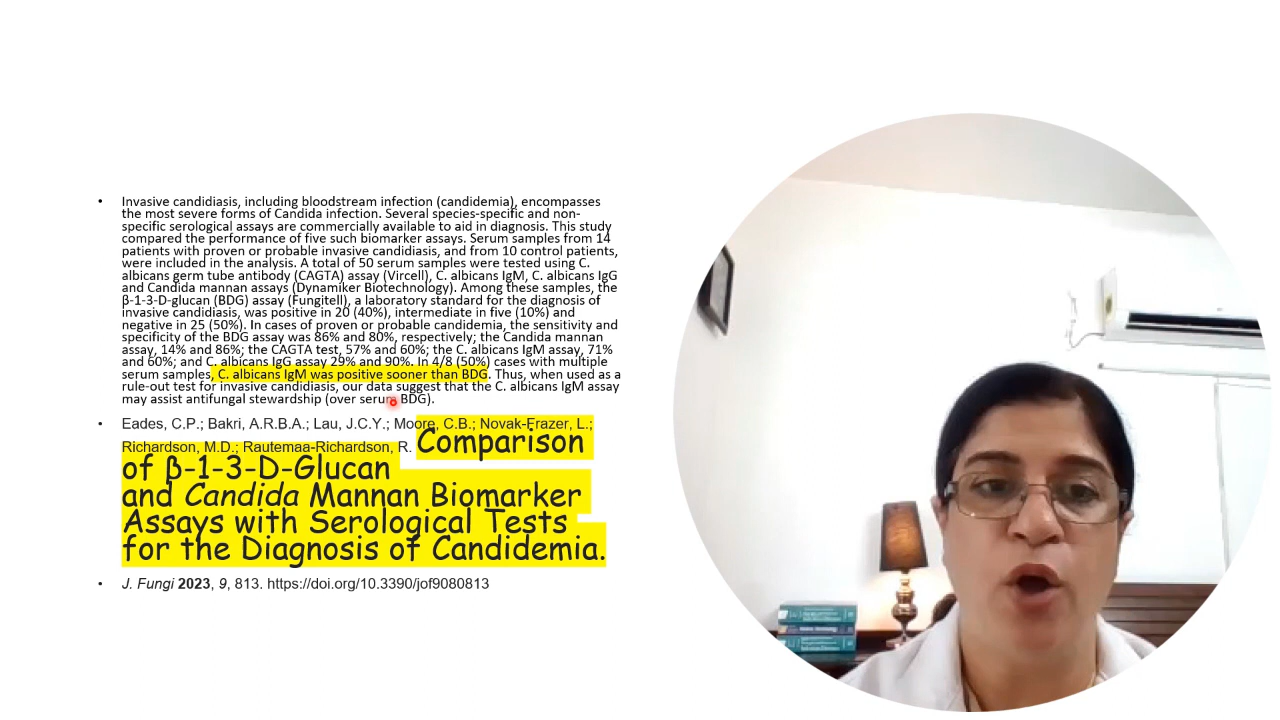 • Invasive candidiasis, including bloodstream infection (candidemia), encompasses
the most severe forms of Candida infection. Several species-specific and non-
specific serological assays are commercially available to aid in diagnosis. This study
compared the performance of five such biomarker assays. Serum samples from 14
patients with proven or probable invasive candidiasis, and from 10 control patients,
were included in the analysis. A total of 50 serum samples were tested using C.
albicans germ tube antibody (CAGTA) assay (Vircell), C. albicans IgM, C. albicans IgG
and Candida mannan assays (Dynamiker Biotechnology). Among these samples, the
β-1-3-D-glucan (BDG) assay (Fungitell), a laboratory standard for the diagnosis of
invasive candidiasis, was positive in 20 (40%), intermediate in five (10%) and
negative in 25 (50%). In cases of proven or probable candidemia, the sensitivity and
specificity of the BDG assay was 86% and 80%, respectively; the Candida mannan
assay, 14% and 86%; the CAGTA test, 57% and 60%; the C. albicans IgM assay, 71%
and 60%; and C. albicans IgG assay 29% and 90%. In 4/8 (50%) cases with multiple
serum samples, C. albicans IgM was positive sooner than BDG. Thus, when used as a
rule-out test for invasive candidiasis, our data suggest that the C. albicans IgM assay
may assist antifungal stewardship (over serum BDG).
• Eades, C.P.; Bakri, A.R.B.A.; Lau, J.C.Y.; Moore, C.B.; Novak-Frazer, L.;
Richardson, M.D.; Rautemaa-Richardson, R. Comparison
of β-1-3-D-Glucan
and Candida Mannan Biomarker
Assays with Serological Tests
for the Diagnosis of Candidemia.
• J. Fungi 2023, 9, 813. https://doi.org/10.3390/jof9080813